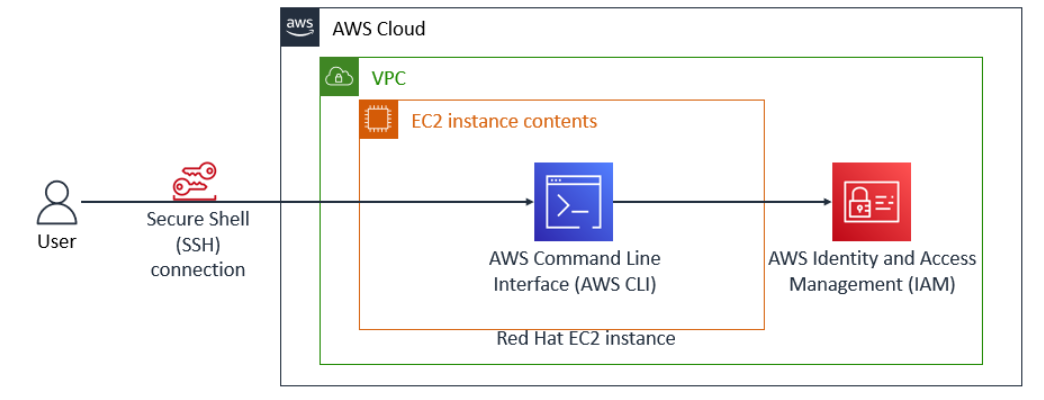 aws
AWS Cloud
VPC
EC2 instance contents
User
Secure Shell
(SSH)
connection
AWS Command Line
Interface (AWS CLI)
AWS Identity and Access
Management (IAM)
Red Hat EC2 instance